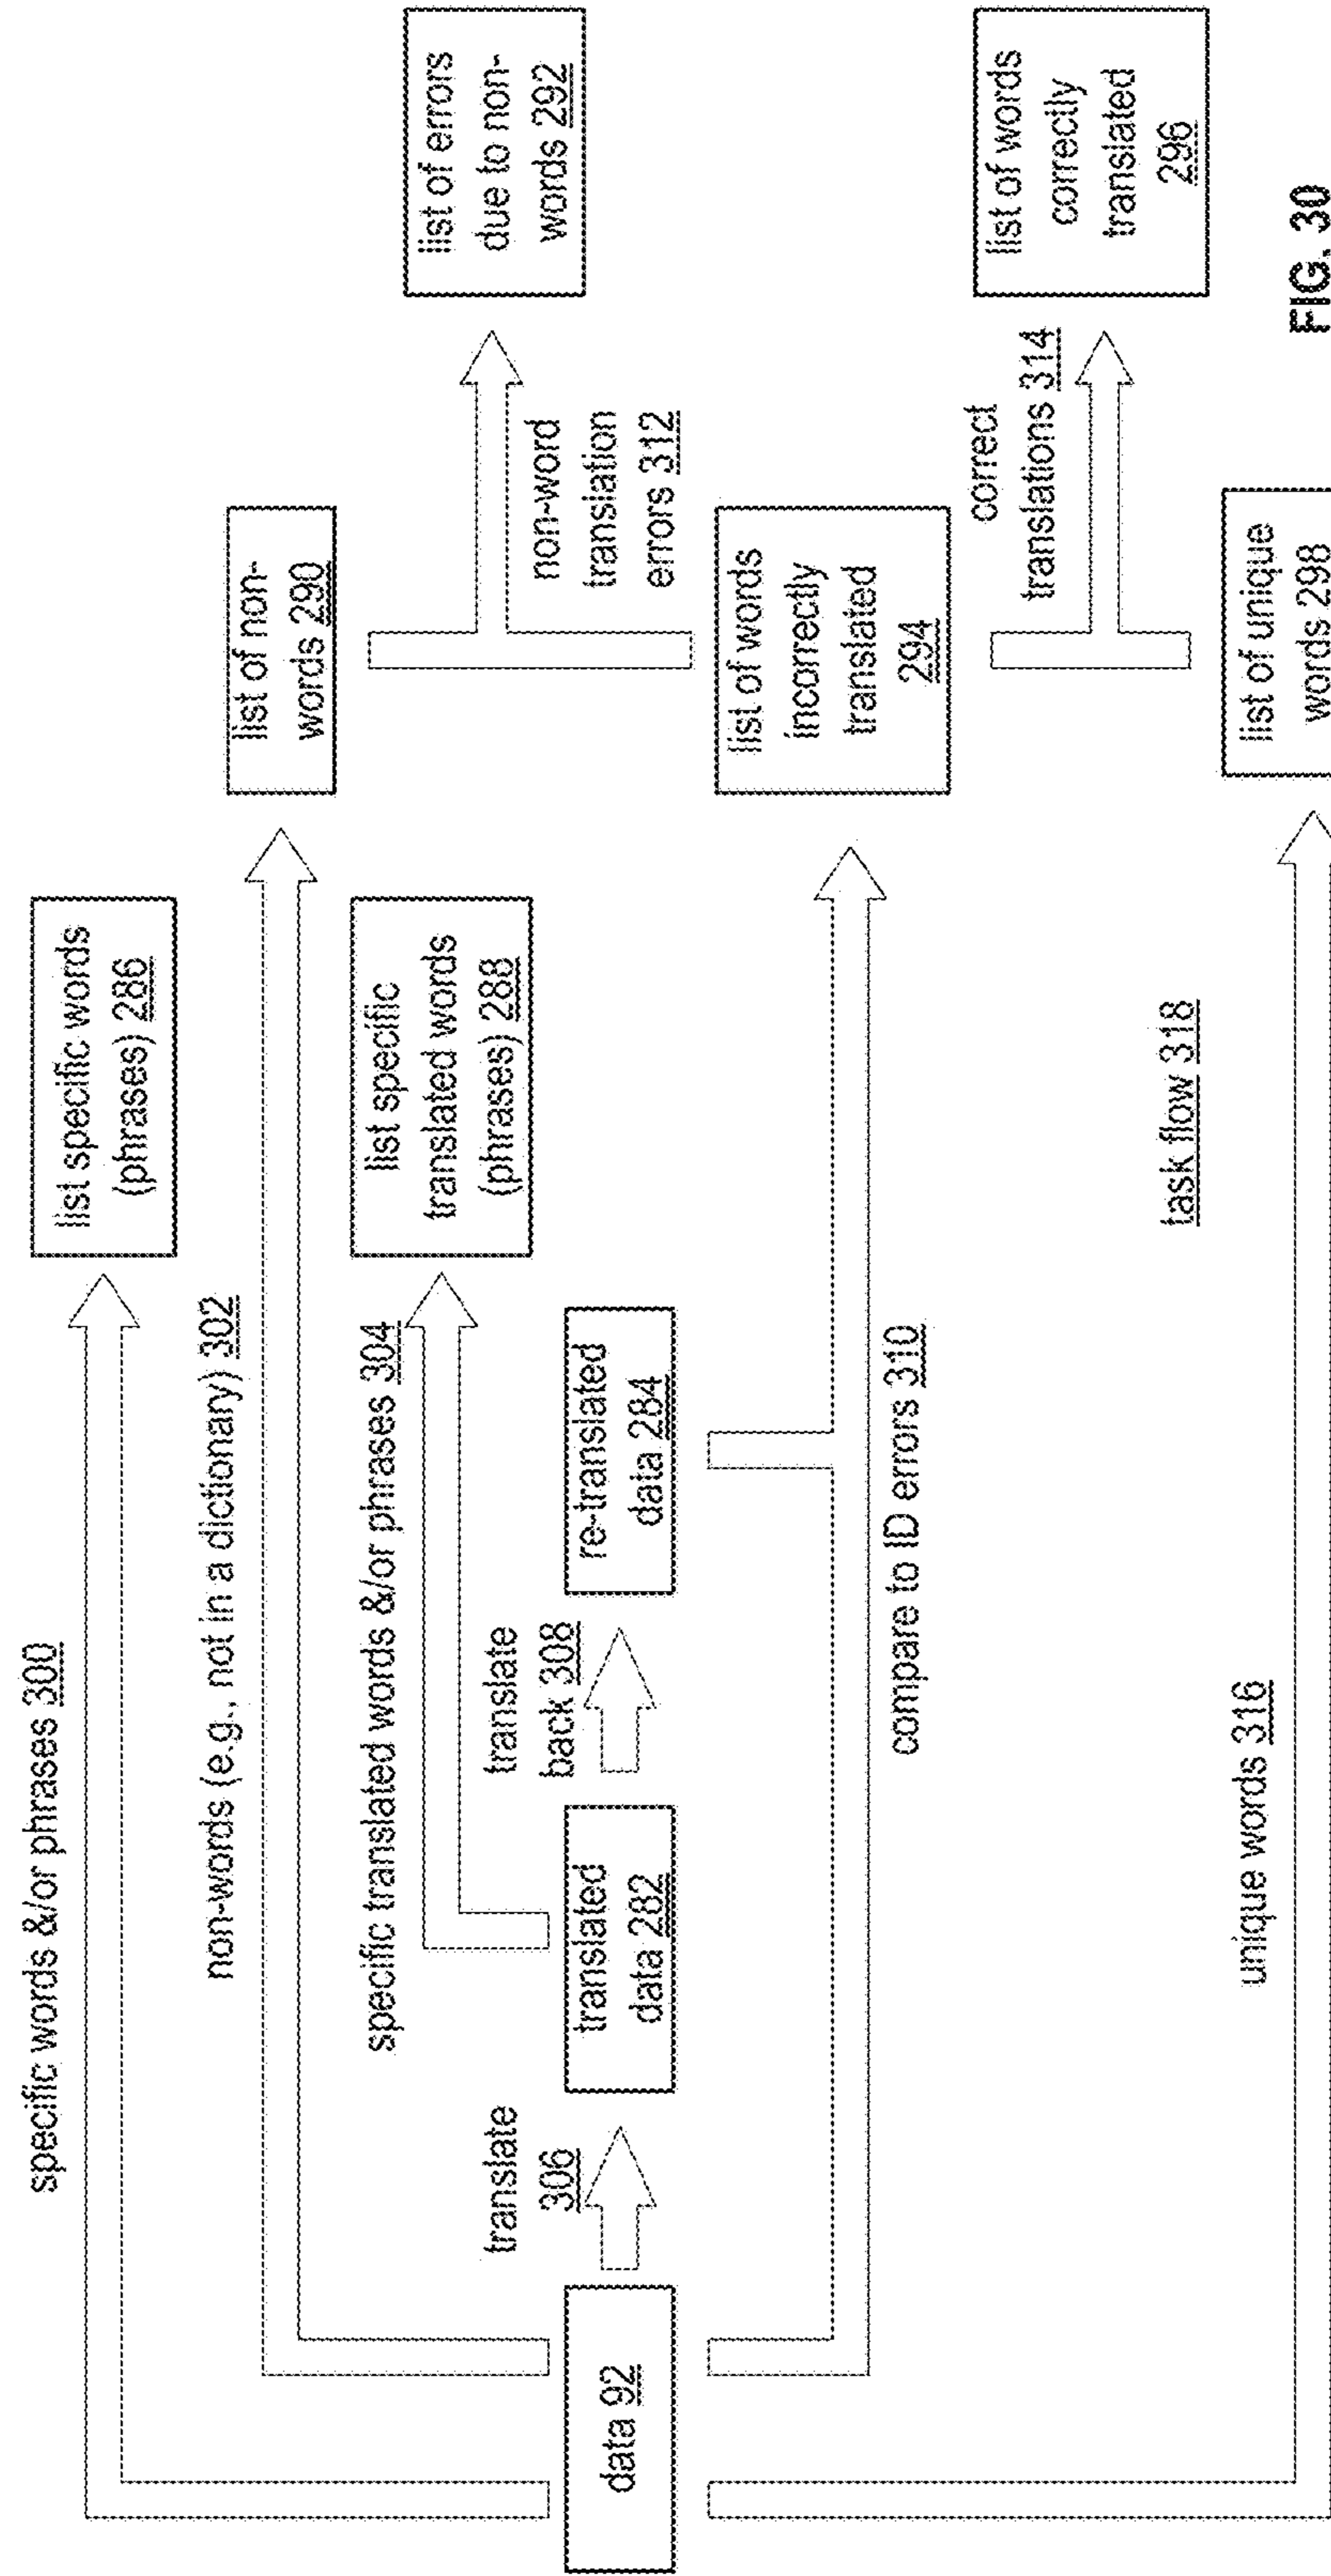 specific words &/or phrases 300
list specific words
(phrases) 286
non-words (e.g., not in a dictionary) 302
list of non-
words 290
specific translated words &/or phrases 304
list specific
translated words
(phrases) 288
list of errors
due to non-
words 292
non-word
translation
errors 312
translate
306
translate
back 308
data 92
translated
data 282
re-translated
data 284
compare to ID errors 310
list of words
incorrectly
translated
294
correct
translations 314
list of words
correctly
translated
296
task flow 318
unique words 316
list of unique
words 298
FIG. 30